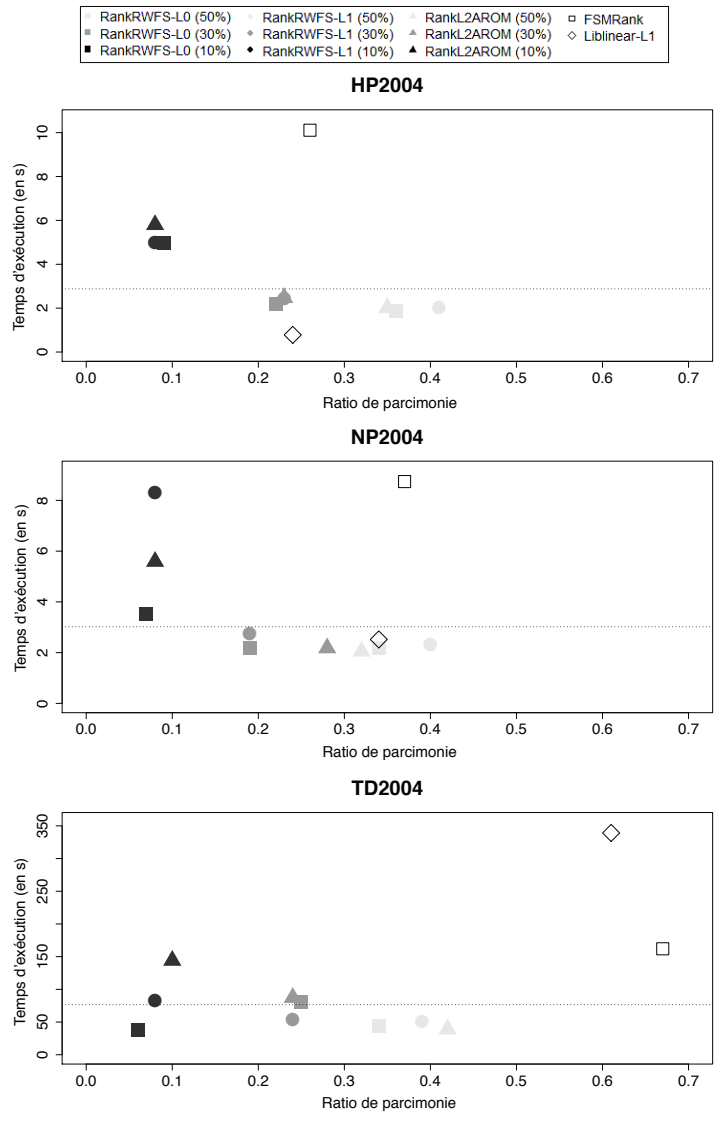 RankRWFS-L0 (50%) RankRWFS-L1 (50%) RankL2AROM (50%) FSMRank
RankRWFS-L0 (30%) RankRWFS-L1 (30%) RankL2AROM (30%) Liblinear-L1
RankRWFS-L0 (10%) RankRWFS-L1 (10%) RankL2AROM (10%)
HP2004
Temps d'exécution (en s)
10
8
6
4
2
0
0.0 0.1 0.2 0.3 0.4 0.5 0.6 0.7
Ratio de parcimonie
NP2004
Temps d'exécution (en s)
8
6
4
2
0
0.0 0.1 0.2 0.3 0.4 0.5 0.6 0.7
Ratio de parcimonie
TD2004
Temps d'exécution (en s)
350
250
150
50
0
0.0 0.1 0.2 0.3 0.4 0.5 0.6 0.7
Ratio de parcimonie